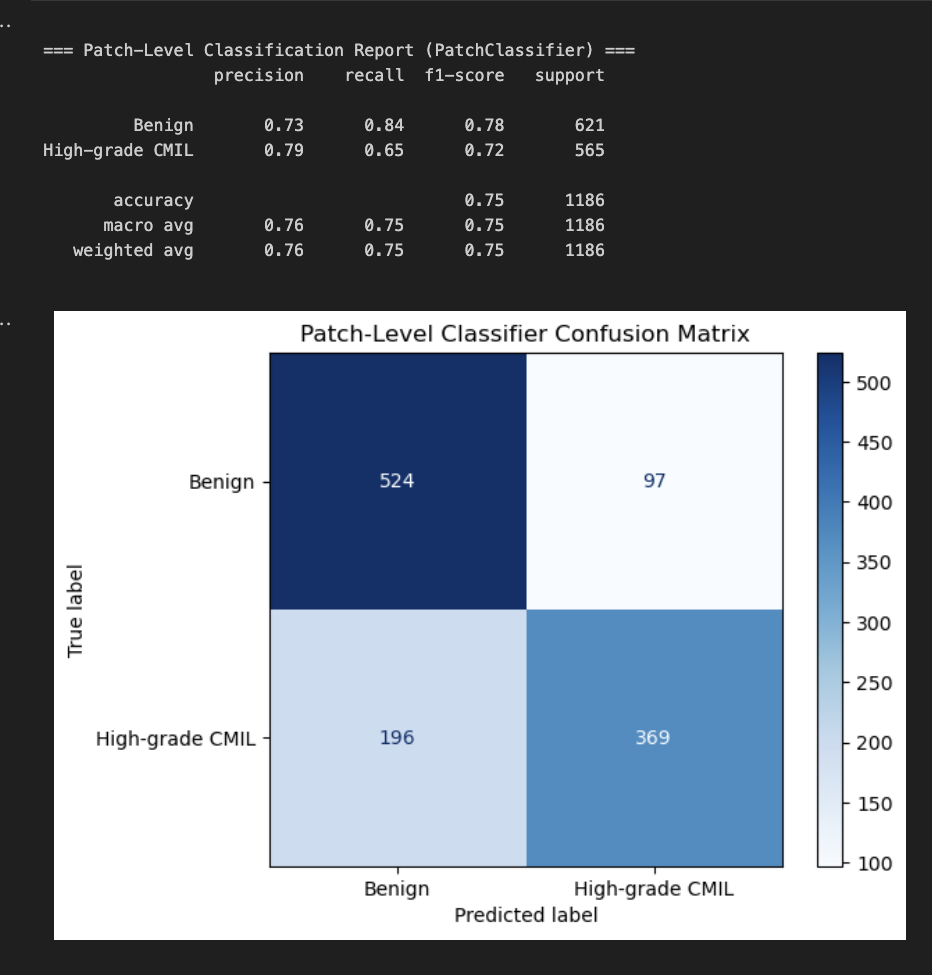 ..
=== Patch-Level Classification Report (PatchClassifier) ===
precision recall f1-score support
Benign 0.73 0.84 0.78 621
High-grade CMIL 0.79 0.65 0.72 565
accuracy 0.75 1186
macro avg 0.76 0.75 0.75 1186
weighted avg 0.76 0.75 0.75 1186
..
Patch-Level Classifier Confusion Matrix
500
450
400
350
300
250
200
150
100
True label
Benign
524 97
High-grade CMIL
196 369
Benign High-grade CMIL
Predicted label